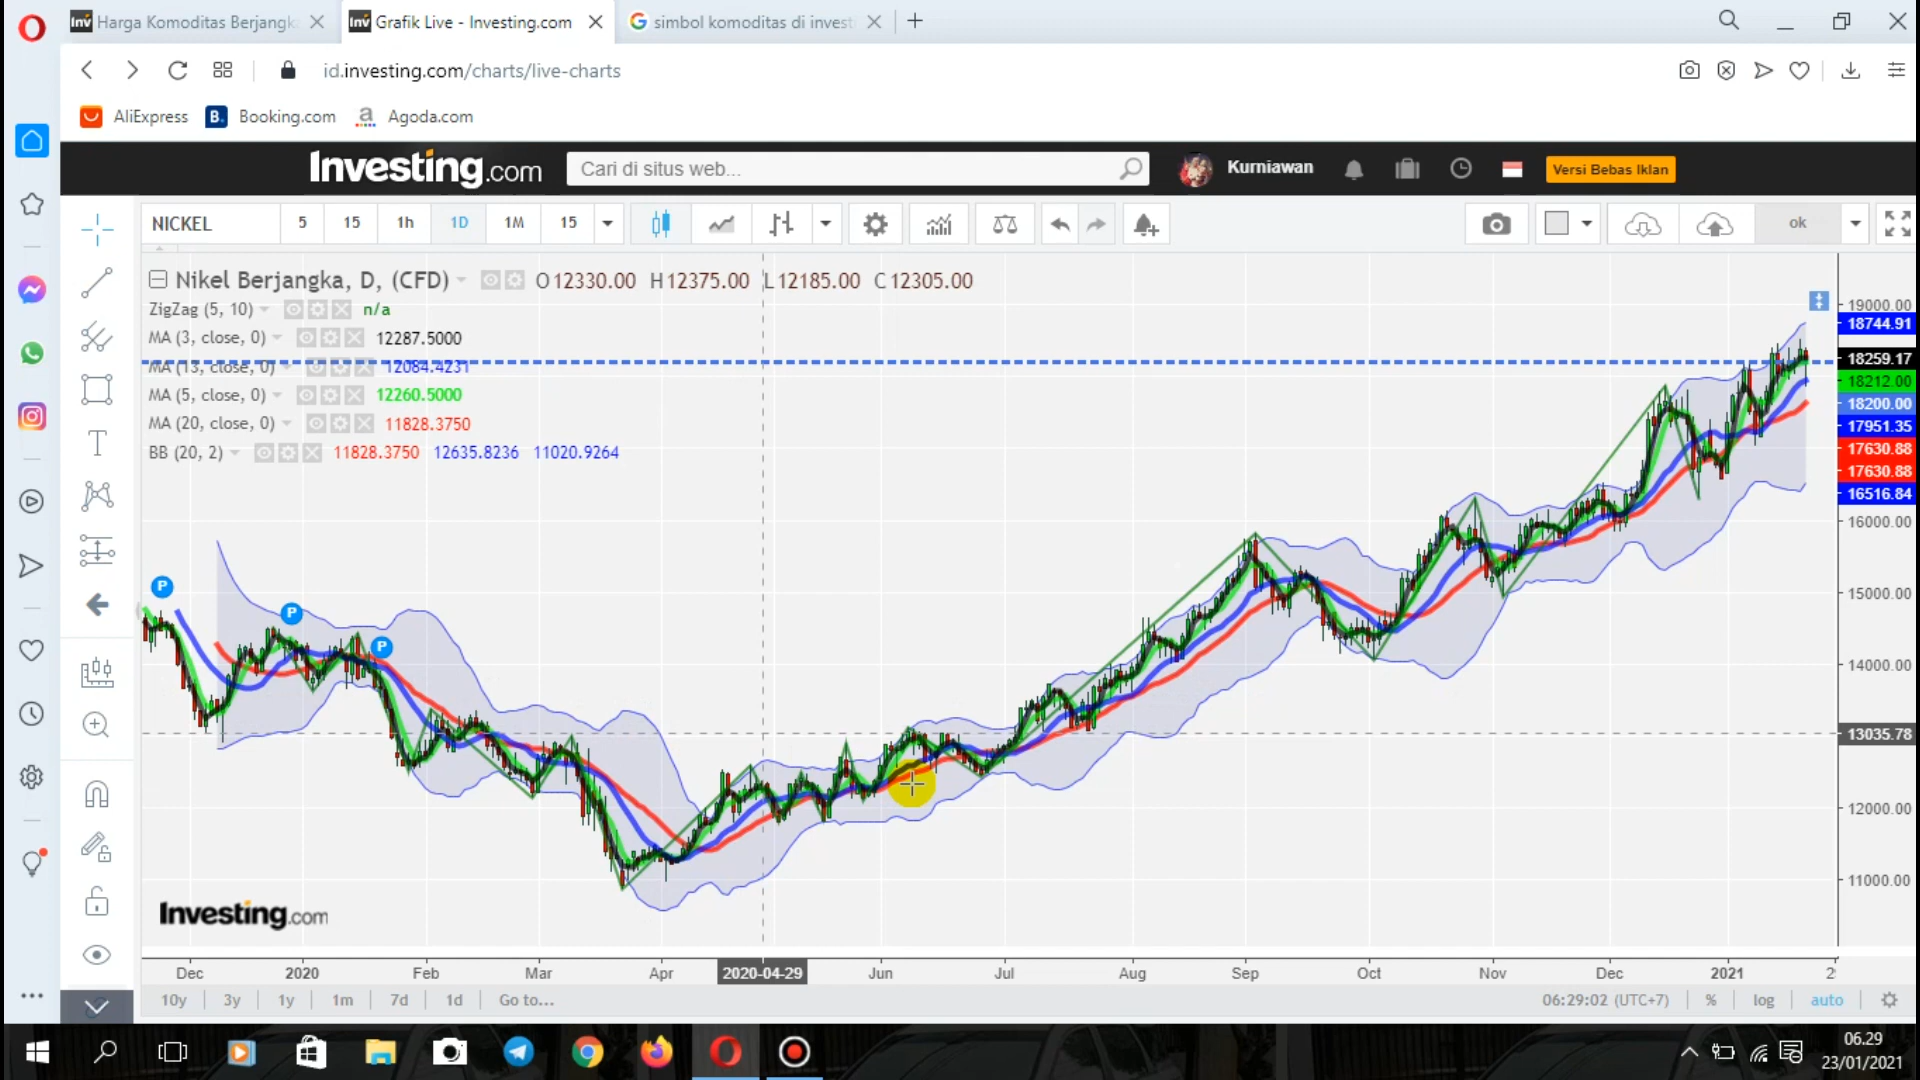 Harga Komoditas Berjangka
Grafik Live - Investing.com
simbol komoditas di investi
id.investing.com/charts/live-charts
AliExpress
B. Booking.com
a Agoda.com
Investing.com
Cari di situs web...
Kurniawan
Versi Bebas Iklan
NICKEL 5 15 1h 1D 1M 15
ok
Nikel Berjangka, D, (CFD) O12330.00 H12375.00 L12185.00 C12305.00
ZigZag (5, 10) n/a
MA (3, close, 0) 12287.5000
MA (13, close, 0) 12084.4231
MA (5, close, 0) 12260.5000
MA (20, close, 0) 11828.3750
BB (20, 2) 11828.3750 12635.8236 11020.9264
19000.00
18744.91
18259.17
18212.00
18200.00
17951.35
17630.88
17630.88
16516.84
16000.00
15000.00
14000.00
13035.78
12000.00
11000.00
P
P
P
Investing.com
Dec 2020 Feb Mar Apr 2020-04-29 Jun Jul Aug Sep Oct Nov Dec 2021
10y 3y 1y 1m 7d 1d Go to...
06:29:02 (UTC+7) % log auto
06.29
23/01/2021